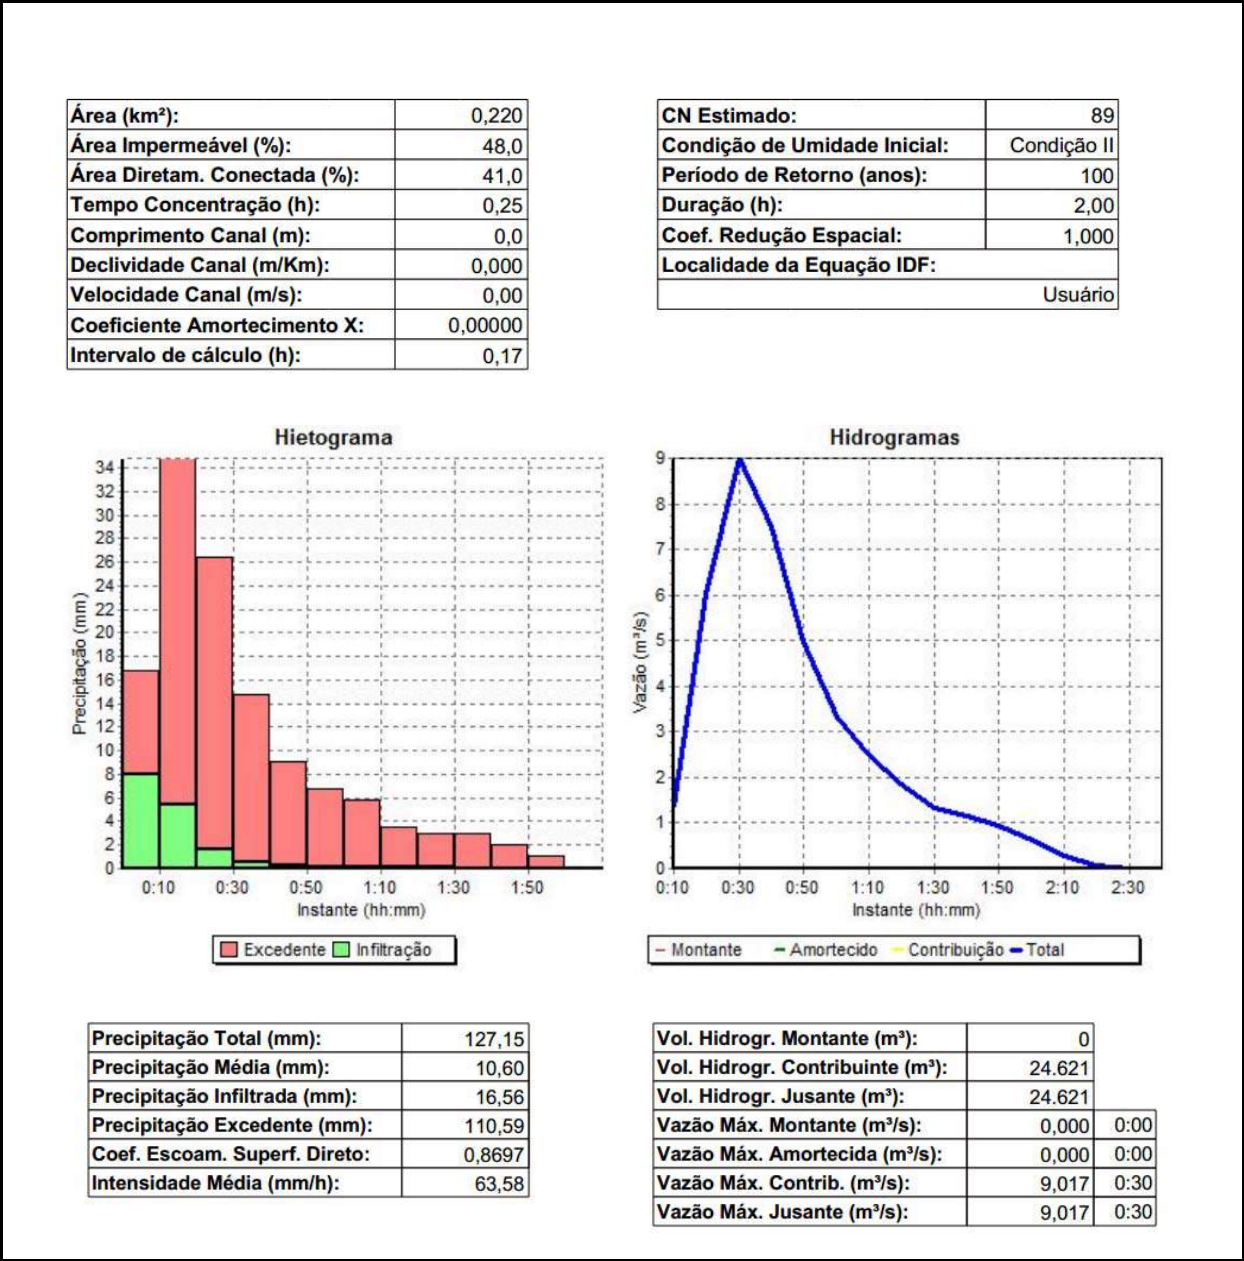 Área (km²): 0,220
Área Impermeável (%): 48,0
Área Diretam. Conectada (%): 41,0
Tempo Concentração (h): 0,25
Comprimento Canal (m): 0,0
Declividade Canal (m/Km): 0,000
Velocidade Canal (m/s): 0,00
Coeficiente Amortecimento X: 0,00000
Intervalo de cálculo (h): 0,17
CN Estimado: 89
Condição de Umidade Inicial: Condição II
Período de Retorno (anos): 100
Duração (h): 2,00
Coef. Redução Espacial: 1,000
Localidade da Equação IDF:
Usuário
Hietograma
Precipitação (mm)
34
32
30
28
26
24
22
20
18
16
14
12
10
8
6
4
2
0
0:10 0:30 0:50 1:10 1:30 1:50
Instante (hh:mm)
Excedente Infiltração
Hidrogramas
Vazão (m³/s)
9
8
7
6
5
4
3
2
1
0
0:10 0:30 0:50 1:10 1:30 1:50 2:10 2:30
Instante (hh:mm)
Montante Amortecido Contribuição Total
Precipitação Total (mm): 127,15
Precipitação Média (mm): 10,60
Precipitação Infiltrada (mm): 16,56
Precipitação Excedente (mm): 110,59
Coef. Escoam. Superf. Direto: 0,8697
Intensidade Média (mm/h): 63,58
Vol. Hidrogr. Montante (m³): 0
Vol. Hidrogr. Contribuinte (m³): 24.621
Vol. Hidrogr. Jusante (m³): 24.621
Vazão Máx. Montante (m³/s): 0,000 0:00
Vazão Máx. Amortecida (m³/s): 0,000 0:00
Vazão Máx. Contrib. (m³/s): 9,017 0:30
Vazão Máx. Jusante (m³/s): 9,017 0:30